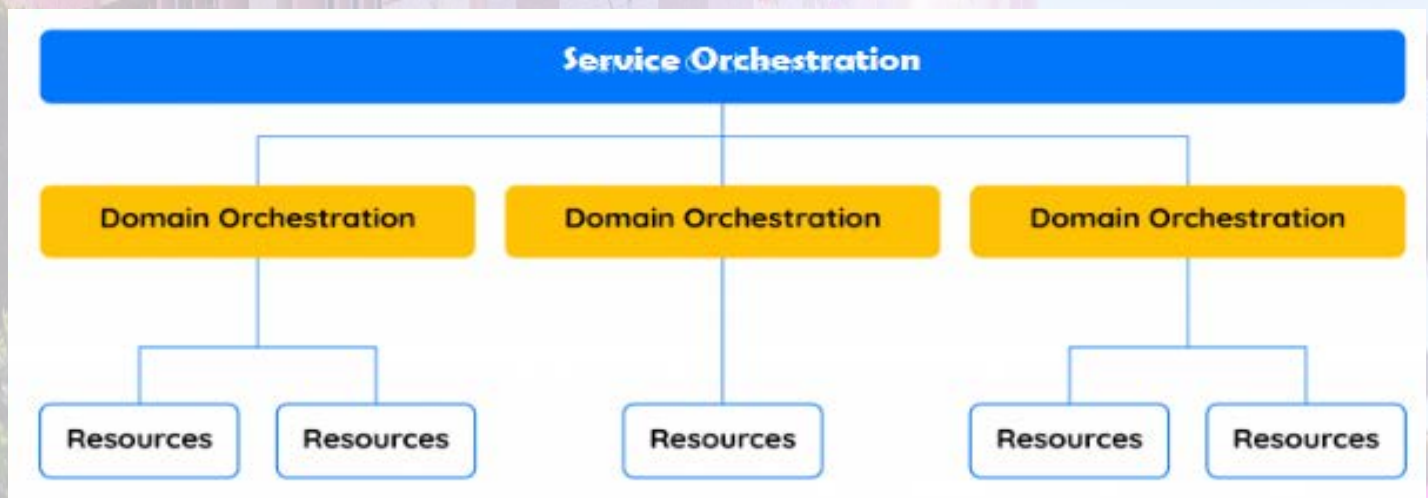 Service Orchestration
Domain Orchestration
Domain Orchestration
Domain Orchestration
Resources
Resources
Resources
Resources
Resources